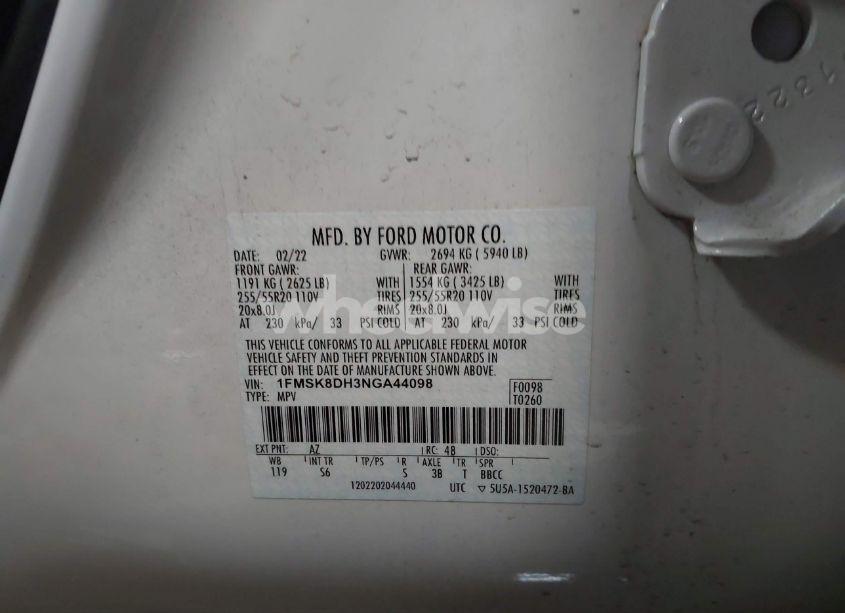 MFD. BY FORD MOTOR CO.
DATE: 02/22 GVWR: 2694 KG ( 5940 LB)
FRONT GAWR: REAR GAWR:
1191 KG ( 2625 LB) WITH 1554 KG ( 3425 LB) WITH
255/55R20 110V TIRES 255/55R20 110V TIRES
20x8.0J RIMS 20x8.0J RIMS
AT 230 kPa/ 33 PSI COLD AT 230 kPa/ 33 PSI COLD
THIS VEHICLE CONFORMS TO ALL APPLICABLE FEDERAL MOTOR
VEHICLE SAFETY AND THEFT PREVENTION STANDARDS IN
EFFECT ON THE DATE OF MANUFACTURE SHOWN ABOVE.
VIN: 1FMSK8DH3NGA44098 F0098
TYPE: MPV T0260
EXT PNT: AZ RC: 4B DSO:
WB INT TR TP/PS R AXLE TR SPR
119 S6 S 3B T BBCC
1202202044440 UTC ▽ 5U5A-1520472-BA
wheelwise